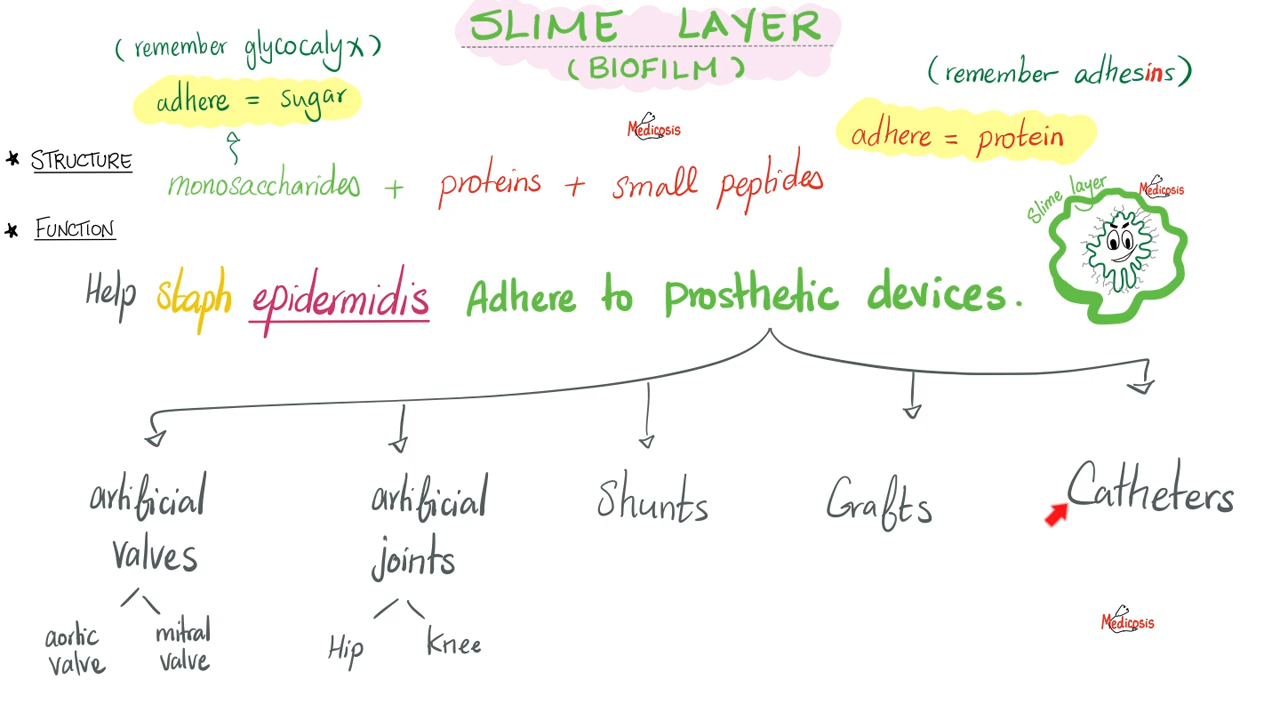 SLIME LAYER
(BIOFILM)
(remember glycocalyx)
adhere = sugar
(remember adhesins)
adhere = protein
Medicosis
* STRUCTURE
monosaccharides + proteins + small peptides
Slime layer
Medicosis
* FUNCTION
Help staph epidermidis Adhere to prosthetic devices.
artificial valves
aortic valve
mitral valve
artificial joints
Hip
Knee
Shunts
Grafts
Catheters
Medicosis